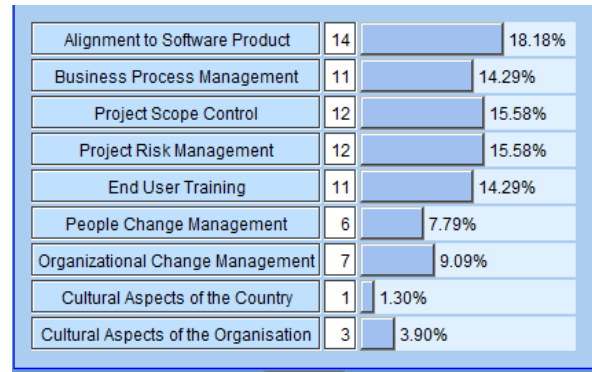 Alignment to Software Product 14 18.18%
Business Process Management 11 14.29%
Project Scope Control 12 15.58%
Project Risk Management 12 15.58%
End User Training 11 14.29%
People Change Management 6 7.79%
Organizational Change Management 7 9.09%
Cultural Aspects of the Country 1 1.30%
Cultural Aspects of the Organisation 3 3.90%